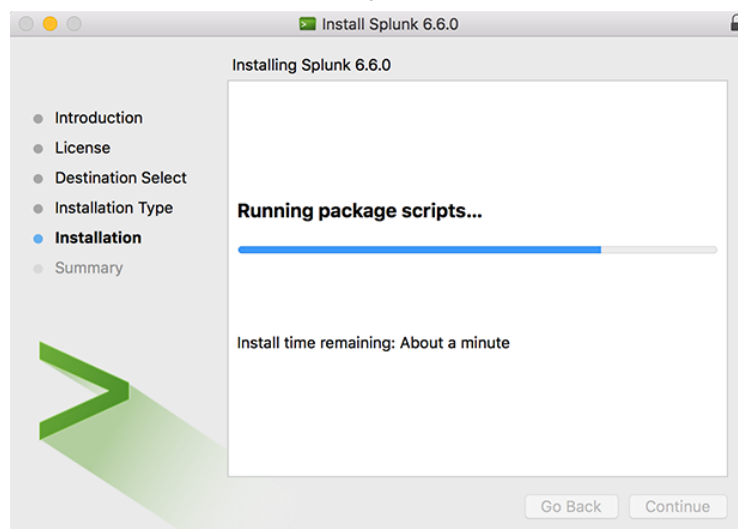 Install Splunk 6.6.0
Installing Splunk 6.6.0
Introduction
License
Destination Select
Installation Type
Installation
Summary
Running package scripts...
Install time remaining: About a minute
Go Back
Continue